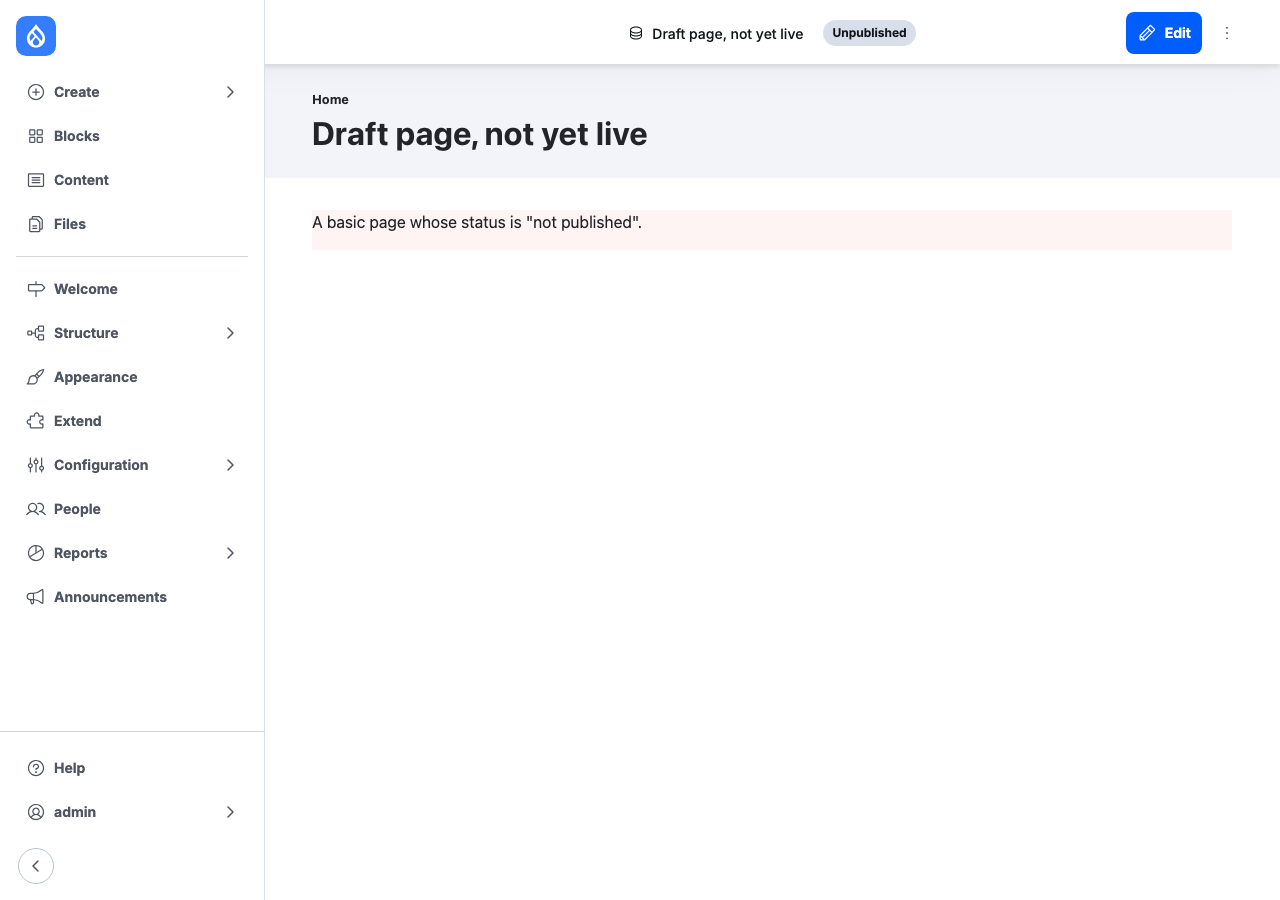 Draft page, not yet live
Unpublished
Edit
Create
Blocks
Content
Files
Welcome
Structure
Appearance
Extend
Configuration
People
Reports
Announcements
Help
admin
Home
Draft page, not yet live
A basic page whose status is "not published".